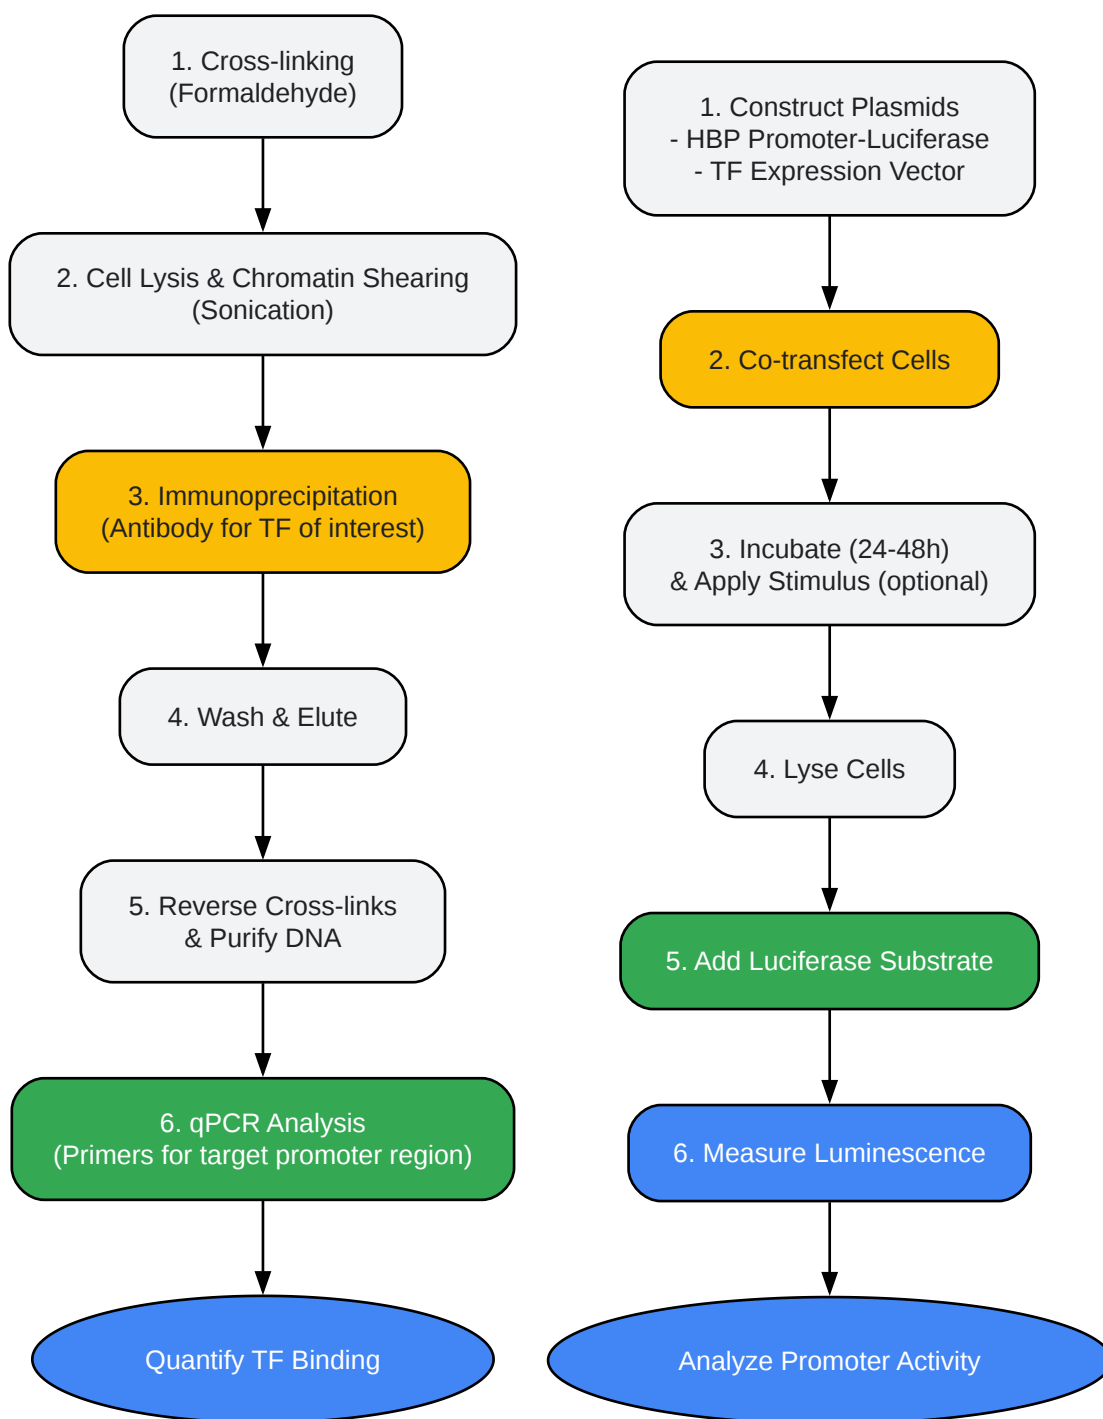 1. Cross-linking
(Formaldehyde)
2. Cell Lysis & Chromatin Shearing
(Sonication)
3. Immunoprecipitation
(Antibody for TF of interest)
4. Wash & Elute
5. Reverse Cross-links
& Purify DNA
6. qPCR Analysis
(Primers for target promoter region)
Quantify TF Binding
1. Construct Plasmids
- HBP Promoter-Luciferase
- TF Expression Vector
2. Co-transfect Cells
3. Incubate (24-48h)
& Apply Stimulus (optional)
4. Lyse Cells
5. Add Luciferase Substrate
6. Measure Luminescence
Analyze Promoter Activity